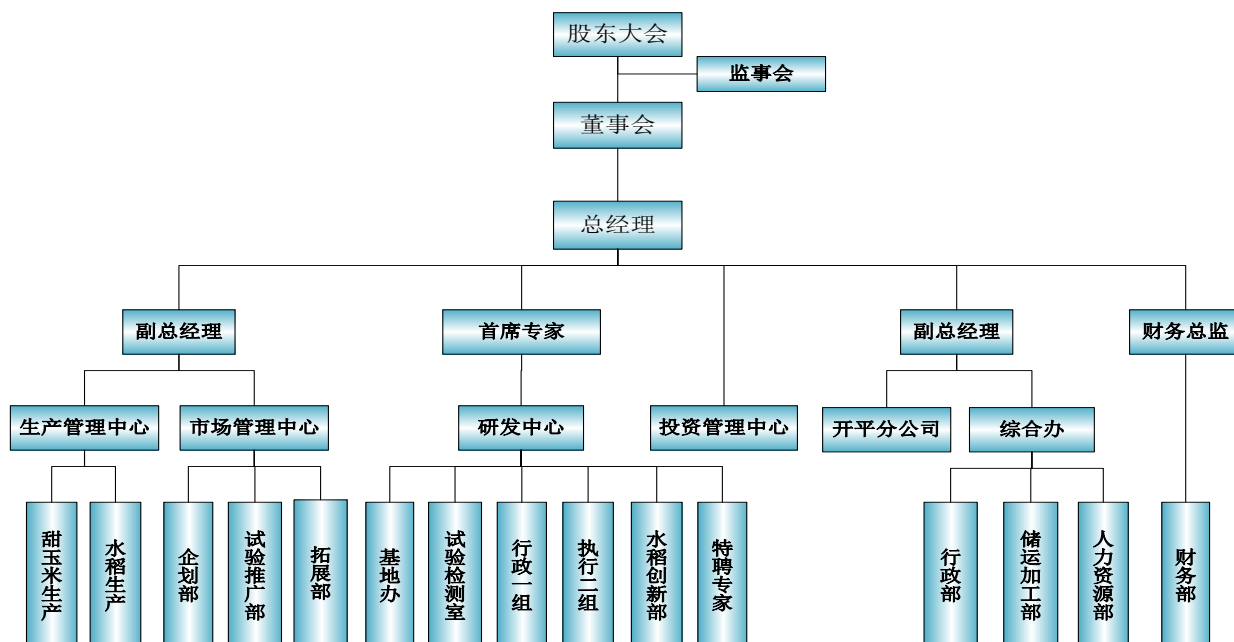 股东大会
监事会
董事会
总经理
副总经理
首席专家
副总经理
财务总监
生产管理中心
市场管理中心
研发中心
投资管理中心
开平分公司
综合办
甜玉米生产
水稻生产
企划部
试验推广部
拓展部
基地办
试验检测室
行政一组
执行二组
水稻创新部
特聘专家
行政部
储运加工部
人力资源部
财务部